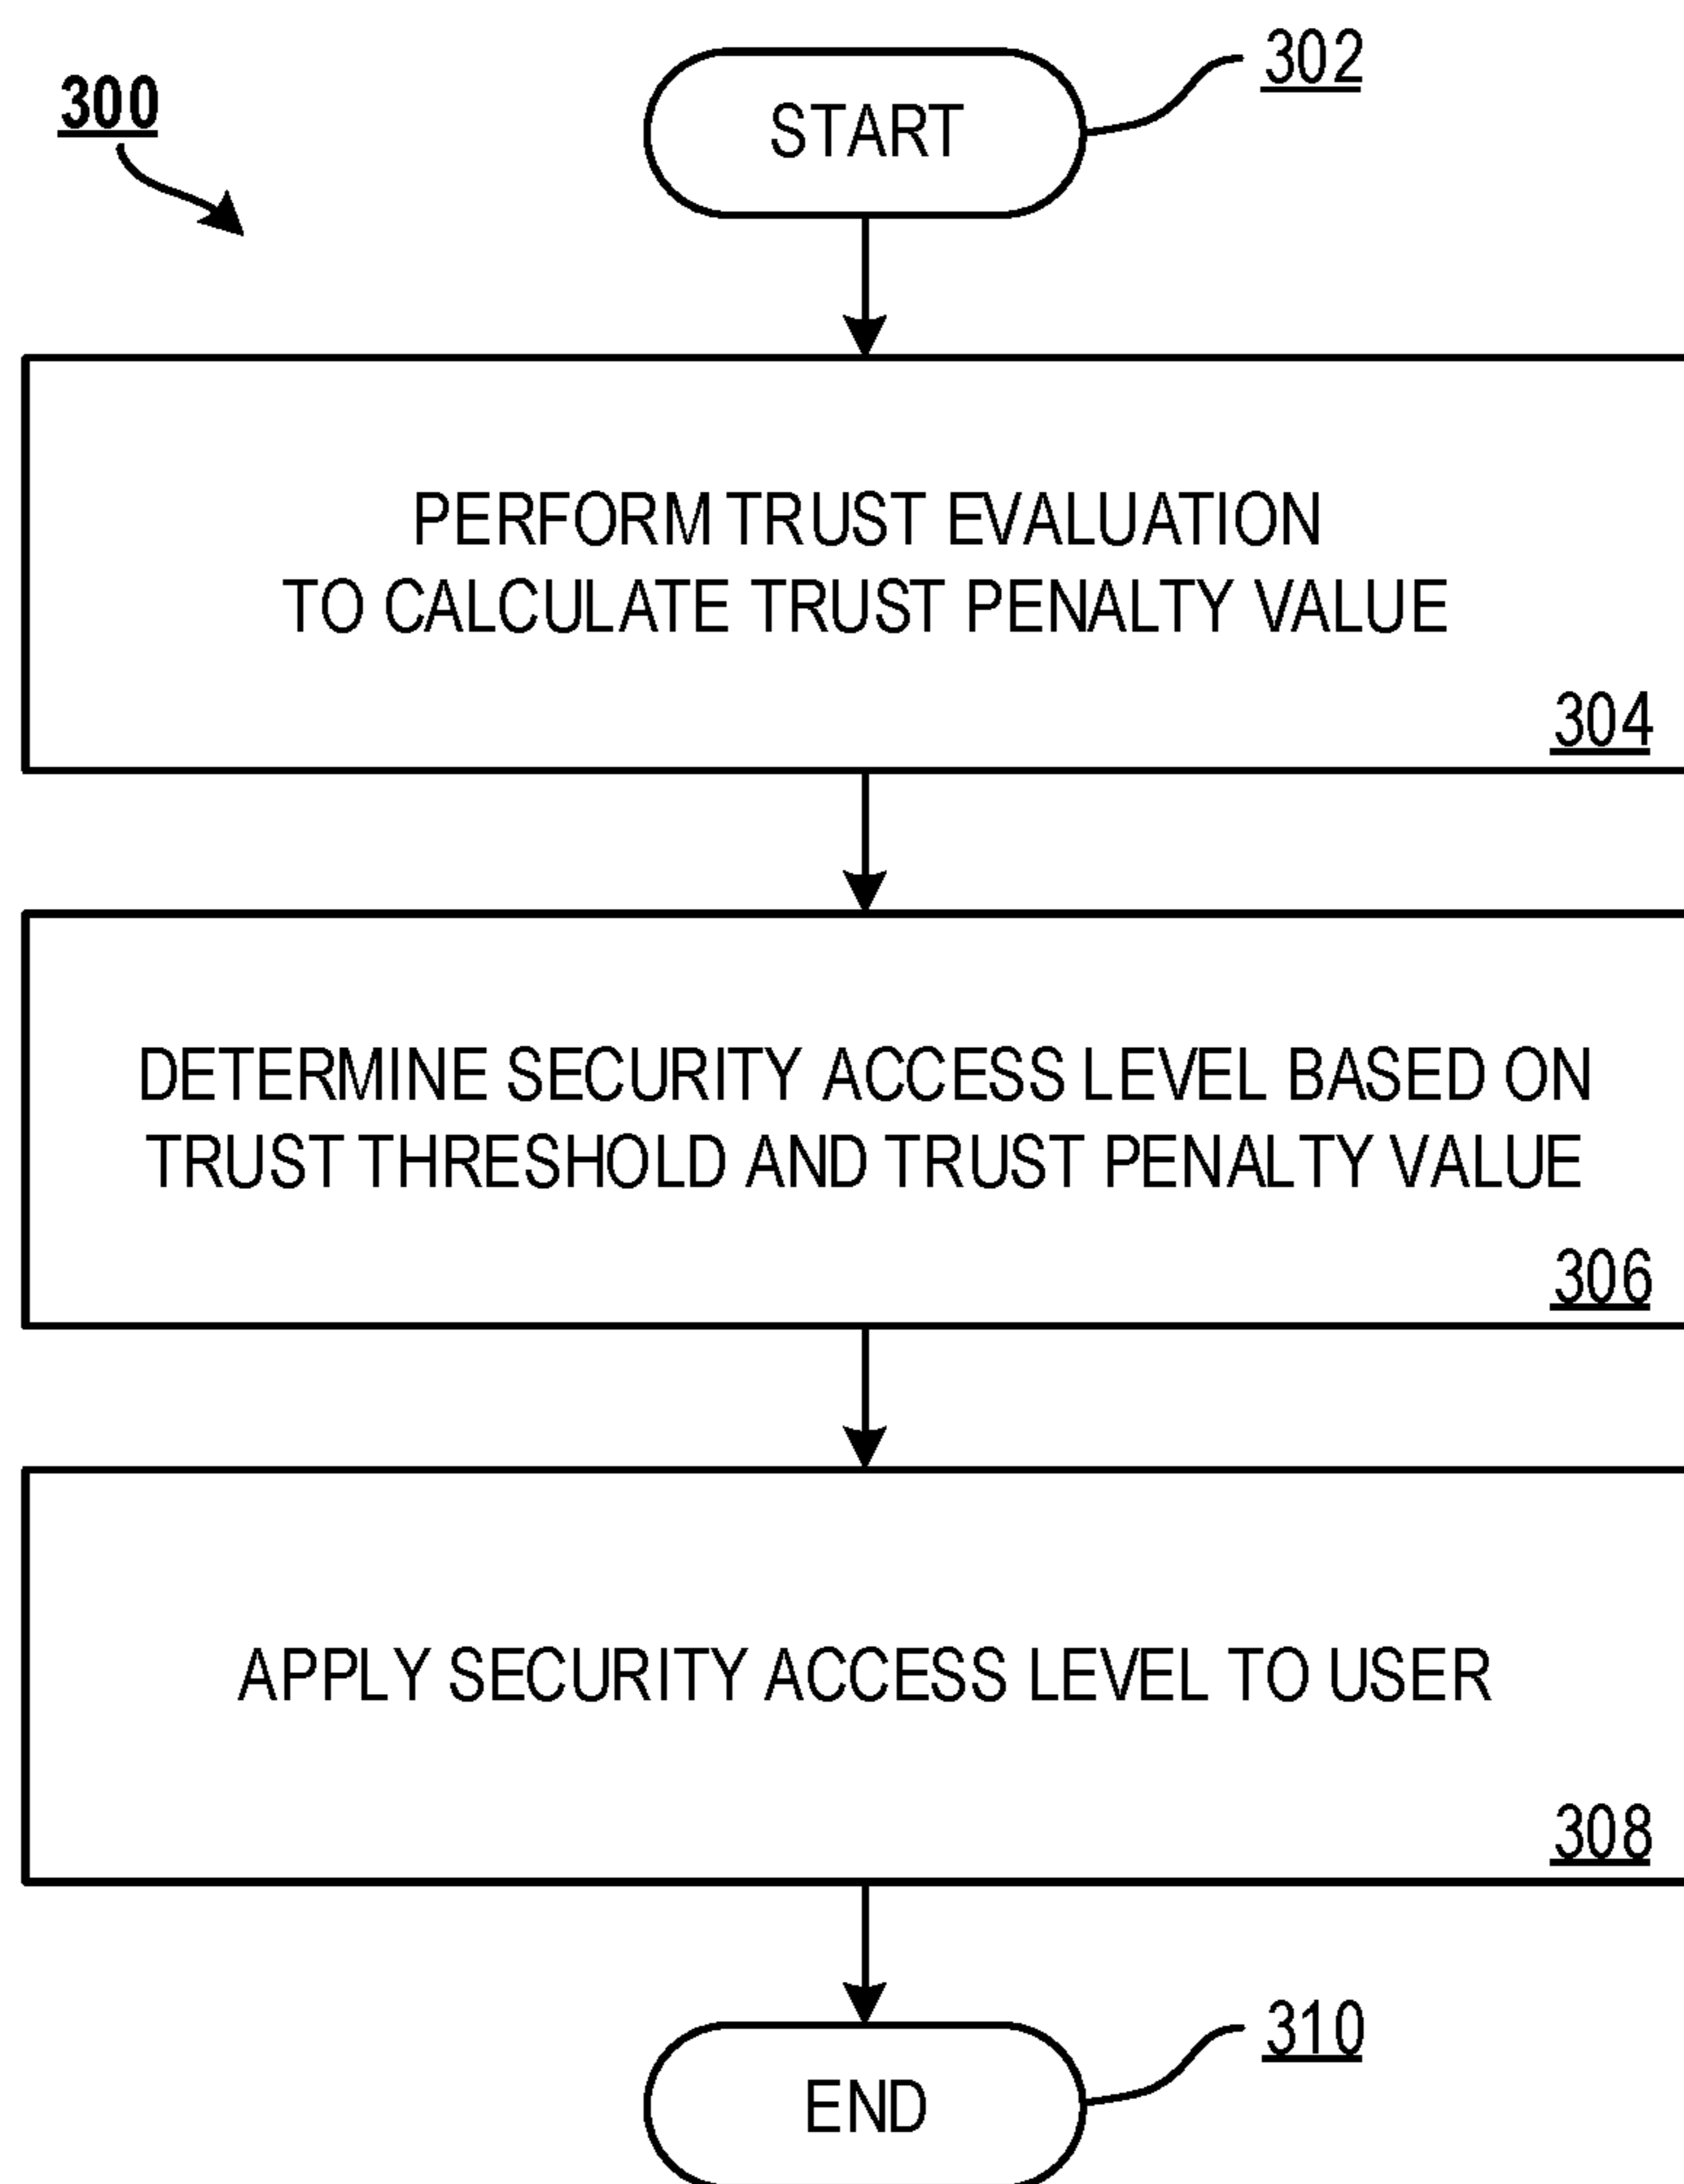 302
300
START
PERFORM TRUST EVALUATION
TO CALCULATE TRUST PENALTY VALUE
304
DETERMINE SECURITY ACCESS LEVEL BASED ON
TRUST THRESHOLD AND TRUST PENALTY VALUE
306
APPLY SECURITY ACCESS LEVEL TO USER
308
310
END